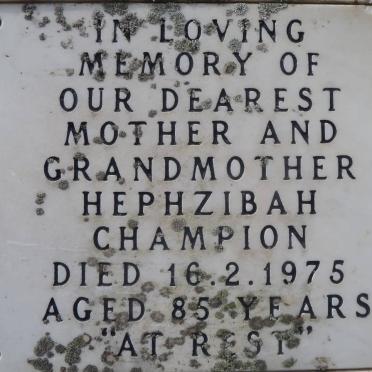 IN LOVING
MEMORY OF
OUR DEAREST
MOTHER AND
GRANDMOTHER
HEPHZIBAH
CHAMPION
DIED 16.2.1975
AGED 85 YEARS
"AT REST"